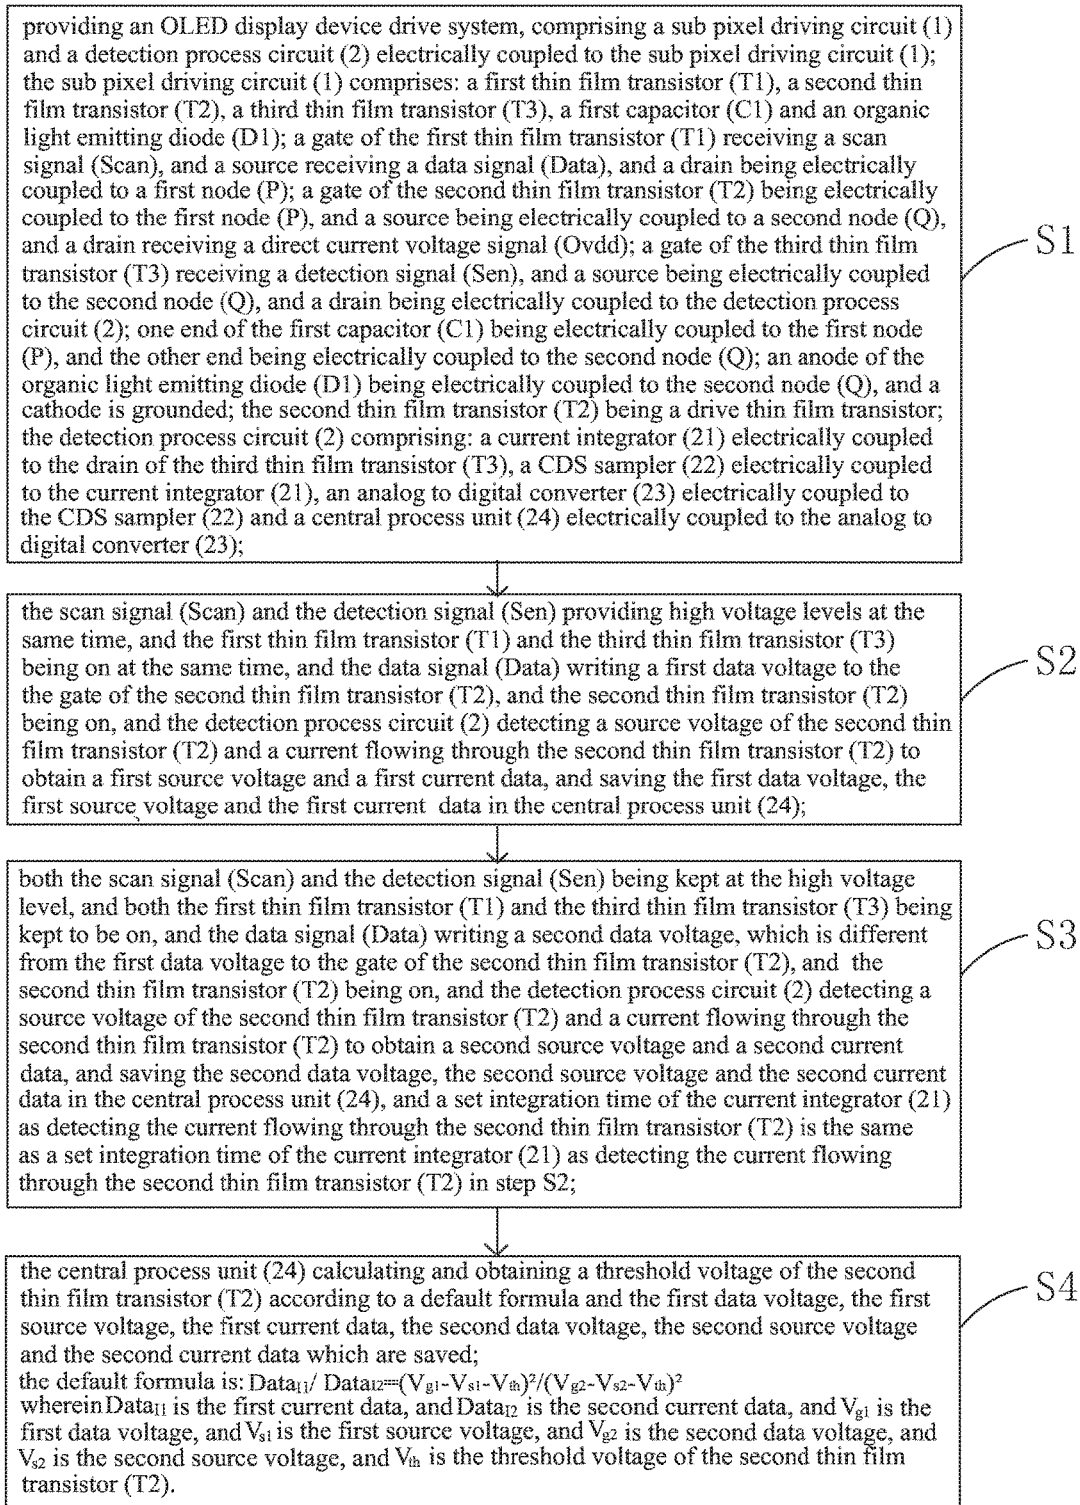 providing an OLED display device drive system, comprising a sub pixel driving circuit (1)
and a detection process circuit (2) electrically coupled to the sub pixel driving circuit (1);
the sub pixel driving circuit (1) comprises: a first thin film transistor (T1), a second thin
film transistor (T2), a third thin film transistor (T3), a first capacitor (C1) and an organic
light emitting diode (D1); a gate of the first thin film transistor (T1) receiving a scan
signal (Scan), and a source receiving a data signal (Data), and a drain being electrically
coupled to a first node (P); a gate of the second thin film transistor (T2) being electrically
coupled to the first node (P), and a source being electrically coupled to a second node (Q),
and a drain receiving a direct current voltage signal (Ovdd); a gate of the third thin film
transistor (T3) receiving a detection signal (Sen), and a source being electrically coupled
to the second node (Q), and a drain being electrically coupled to the detection process
circuit (2); one end of the first capacitor (C1) being electrically coupled to the first node
(P), and the other end being electrically coupled to the second node (Q); an anode of the
organic light emitting diode (D1) being electrically coupled to the second node (Q), and a
cathode is grounded; the second thin film transistor (T2) being a drive thin film transistor;
the detection process circuit (2) comprising: a current integrator (21) electrically coupled
to the drain of the third thin film transistor (T3), a CDS sampler (22) electrically coupled
to the current integrator (21), an analog to digital converter (23) electrically coupled to
the CDS sampler (22) and a central process unit (24) electrically coupled to the analog to
digital converter (23);
S1
the scan signal (Scan) and the detection signal (Sen) providing high voltage levels at the
same time, and the first thin film transistor (T1) and the third thin film transistor (T3)
being on at the same time, and the data signal (Data) writing a first data voltage to the
the gate of the second thin film transistor (T2), and the second thin film transistor (T2)
being on, and the detection process circuit (2) detecting a source voltage of the second thin
film transistor (T2) and a current flowing through the second thin film transistor (T2) to
obtain a first source voltage and a first current data, and saving the first data voltage, the
first source voltage and the first current data in the central process unit (24);
S2
both the scan signal (Scan) and the detection signal (Sen) being kept at the high voltage
level, and both the first thin film transistor (T1) and the third thin film transistor (T3) being
kept to be on, and the data signal (Data) writing a second data voltage, which is different
from the first data voltage to the gate of the second thin film transistor (T2), and the
second thin film transistor (T2) being on, and the detection process circuit (2) detecting a
source voltage of the second thin film transistor (T2) and a current flowing through the
second thin film transistor (T2) to obtain a second source voltage and a second current
data, and saving the second data voltage, the second source voltage and the second current
data in the central process unit (24), and a set integration time of the current integrator (21)
as detecting the current flowing through the second thin film transistor (T2) is the same
as a set integration time of the current integrator (21) as detecting the current flowing
through the second thin film transistor (T2) in step S2;
S3
the central process unit (24) calculating and obtaining a threshold voltage of the second
thin film transistor (T2) according to a default formula and the first data voltage, the first
source voltage, the first current data, the second data voltage, the second source voltage
and the second current data which are saved;
the default formula is: Data_I1/ Data_I2=(V_g1-V_s1-V_th)²/(V_g2-V_s2-V_th)²
wherein Data_I1 is the first current data, and Data_I2 is the second current data, and V_g1 is the
first data voltage, and V_s1 is the first source voltage, and V_g2 is the second data voltage, and
V_s2 is the second source voltage, and V_th is the threshold voltage of the second thin film
transistor (T2).
S4